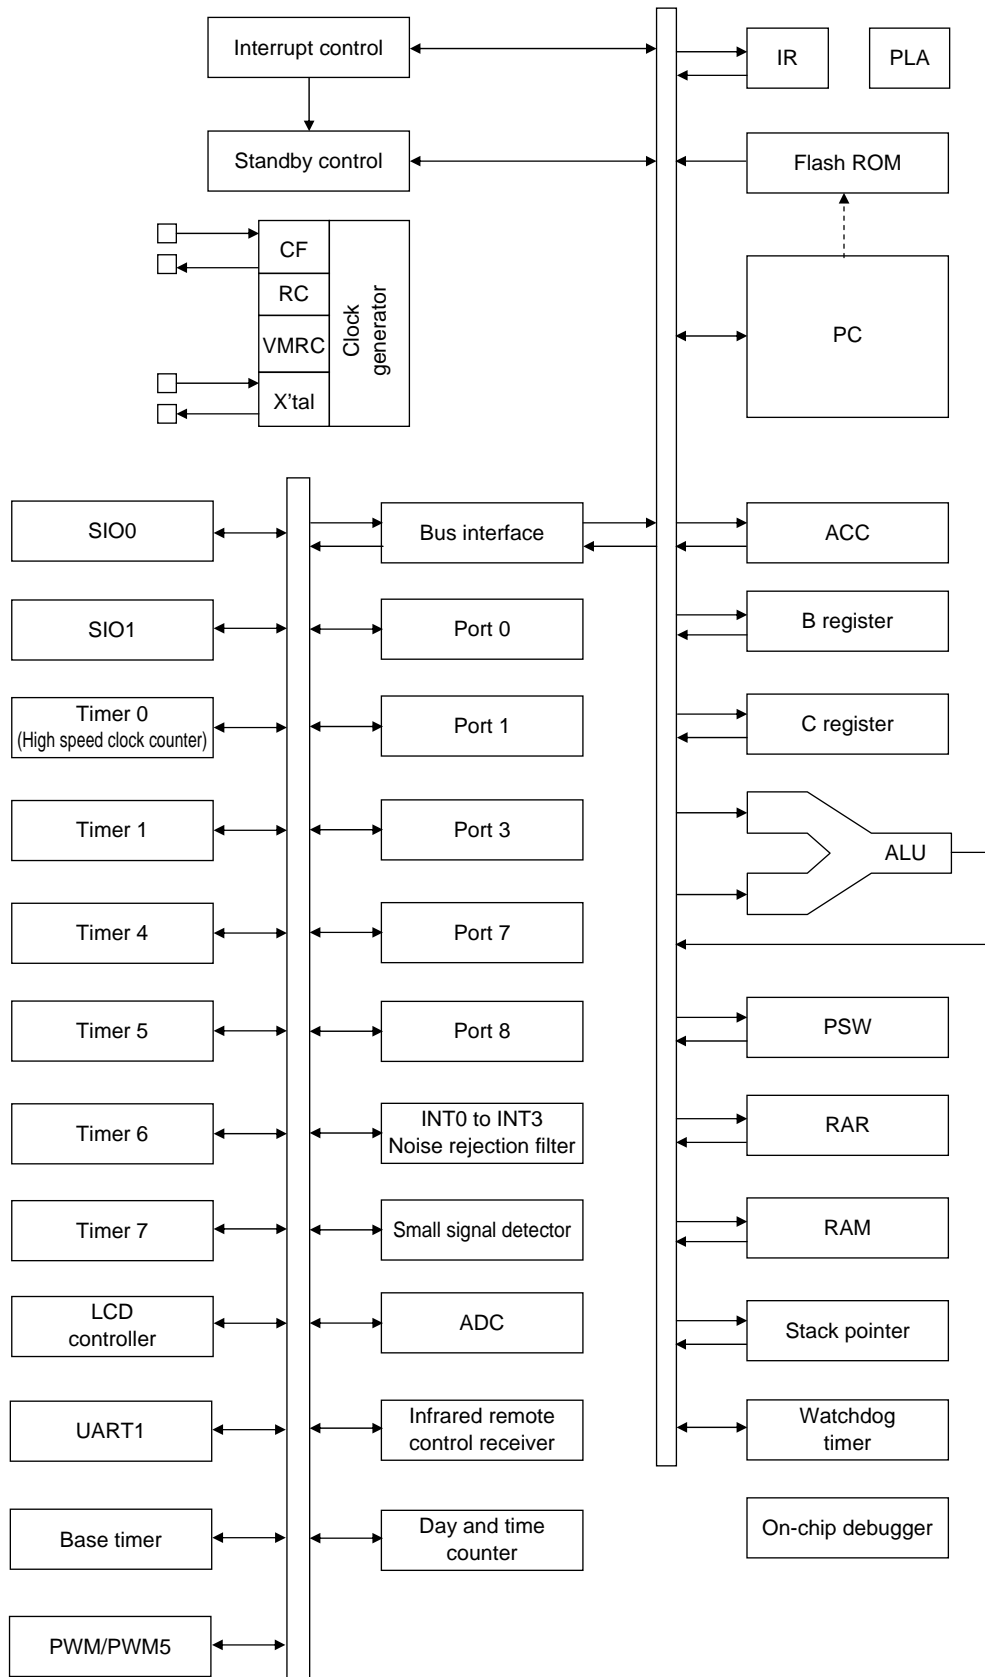 Interrupt control
IR
PLA
Standby control
Flash ROM
CF
RC
VMRC
X'tal
Clock
generator
PC
SIO0
Bus interface
ACC
SIO1
Port 0
B register
Timer 0
(High speed clock counter)
Port 1
C register
Timer 1
Port 3
ALU
Timer 4
Port 7
Timer 5
Port 8
PSW
Timer 6
INT0 to INT3
Noise rejection filter
RAR
Timer 7
Small signal detector
RAM
LCD
controller
ADC
Stack pointer
UART1
Infrared remote
control receiver
Watchdog
timer
Base timer
Day and time
counter
On-chip debugger
PWM/PWM5